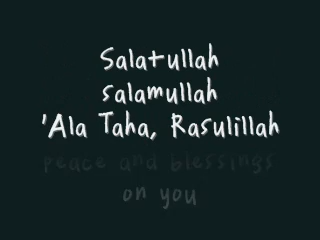 Salatullah
salamullah
'Ala Taha, Rasulillah
peace and blessings
on you